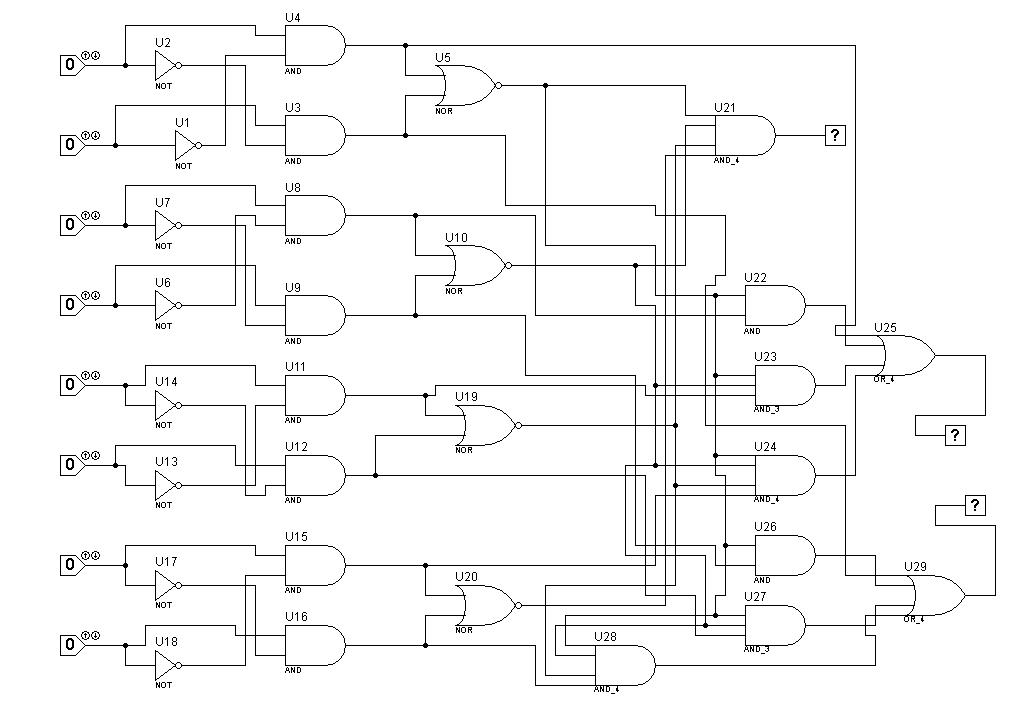 U4
AND
0
U2
NOT
U5
NOR
U3
AND
0
U1
NOT
U21
AND_4
?
U8
AND
0
U7
NOT
U10
NOR
U9
AND
0
U6
NOT
U22
AND
U25
OR_4
?
U23
AND_3
U11
AND
0
U14
NOT
U19
NOR
U12
AND
0
U13
NOT
U24
AND_4
?
U26
AND
U15
AND
0
U17
NOT
U20
NOR
U29
OR_4
U16
AND
0
U18
NOT
U27
AND_3
U28
AND_4